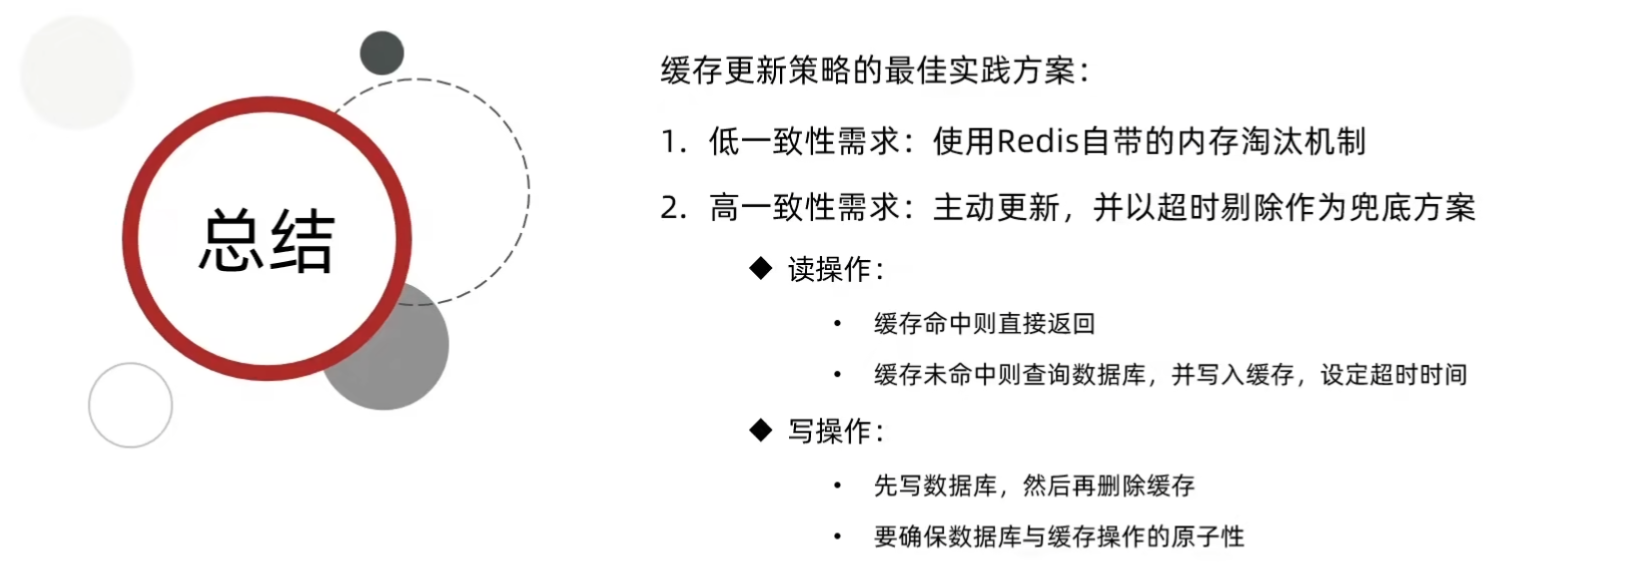 总结
缓存更新策略的最佳实践方案：
1. 低一致性需求：使用Redis自带的内存淘汰机制
2. 高一致性需求：主动更新，并以超时剔除作为兜底方案
◆ 读操作：
• 缓存命中则直接返回
• 缓存未命中则查询数据库，并写入缓存，设定超时时间
◆ 写操作：
• 先写数据库，然后再删除缓存
• 要确保数据库与缓存操作的原子性